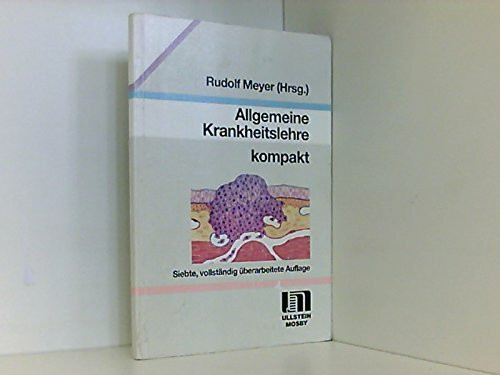 Rudolf Meyer (Hrsg.)
Allgemeine
Krankheitslehre
kompakt
Siebte, vollständig überarbeitete Auflage
ULLSTEIN
MOSBY